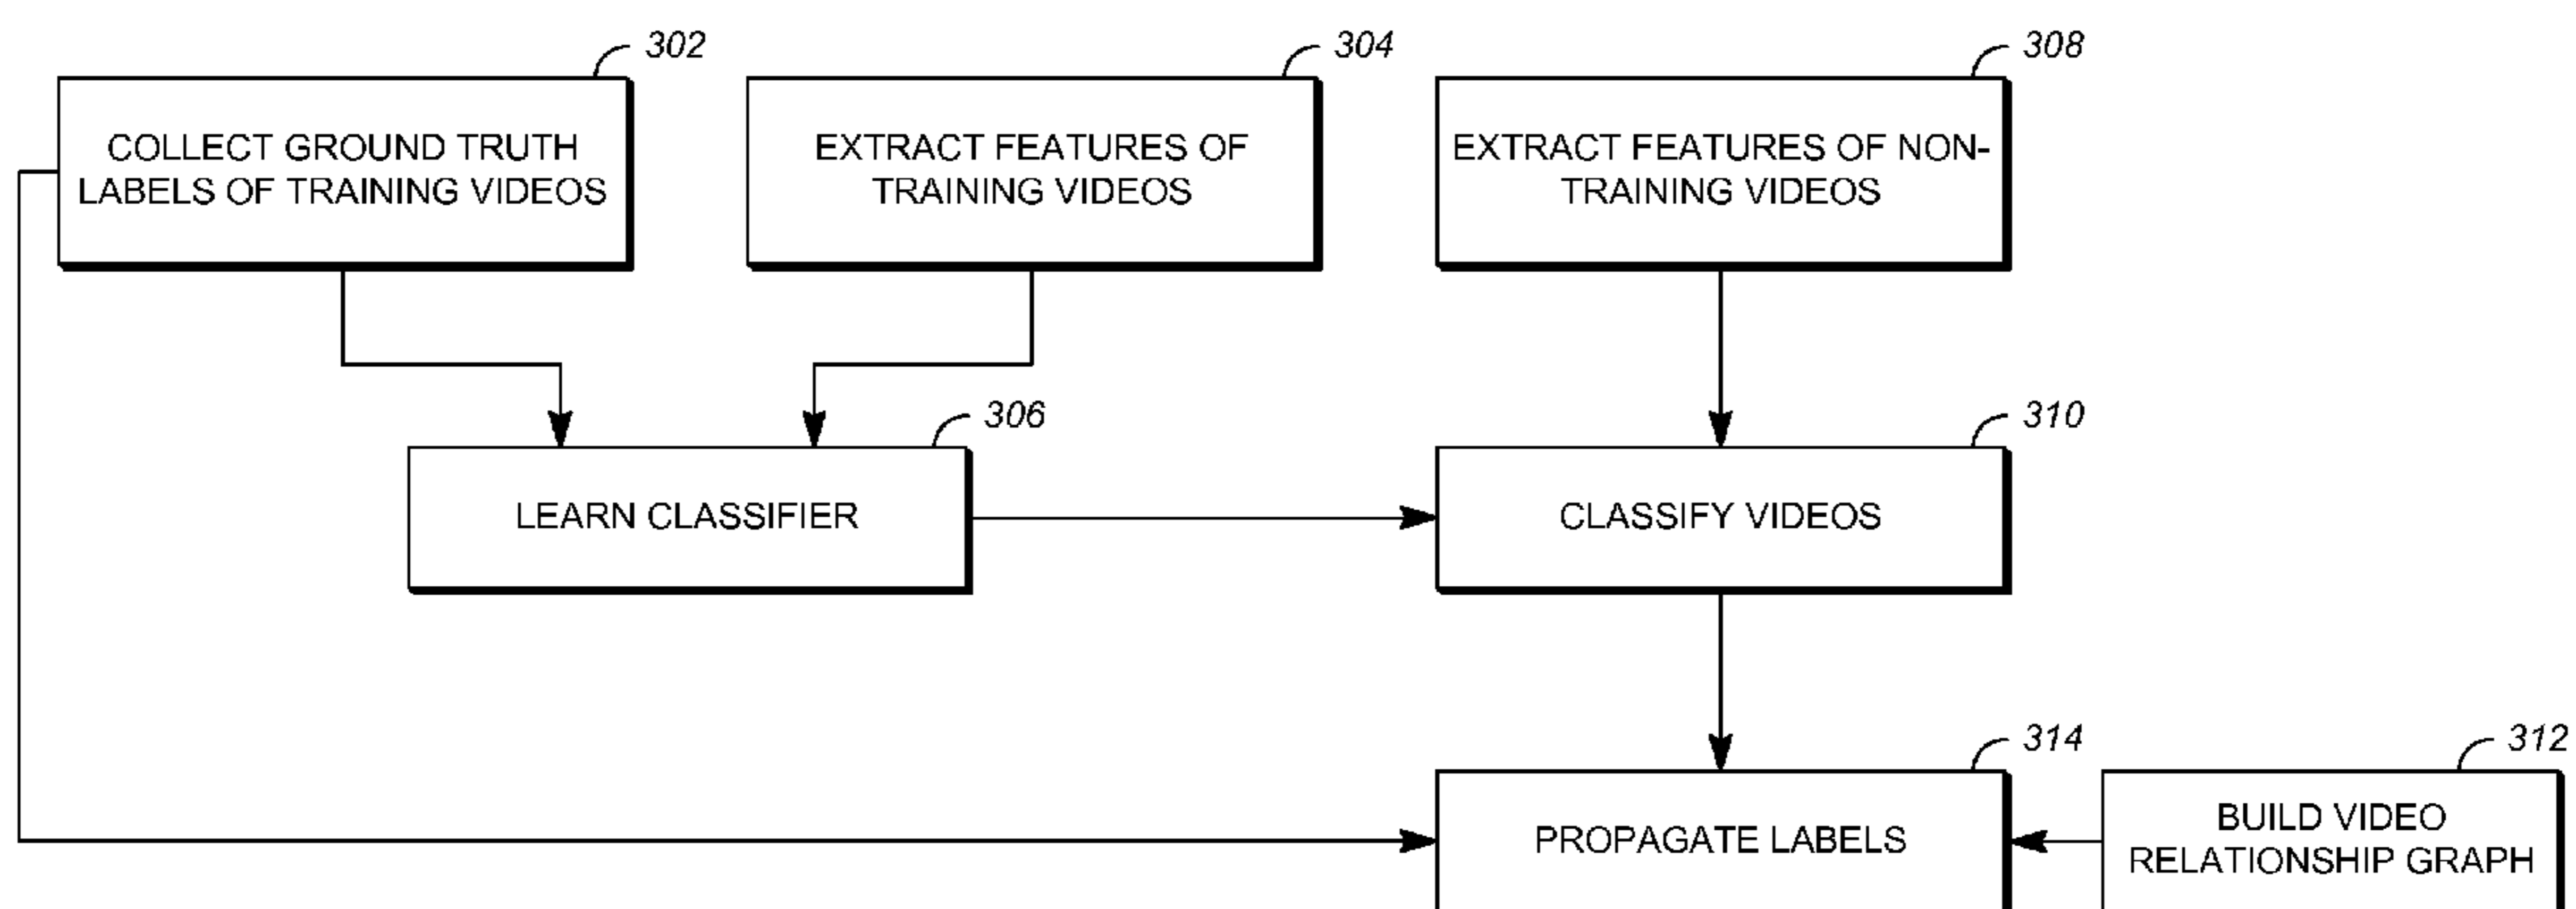 302
COLLECT GROUND TRUTH
LABELS OF TRAINING VIDEOS
304
EXTRACT FEATURES OF
TRAINING VIDEOS
308
EXTRACT FEATURES OF NON-
TRAINING VIDEOS
306
LEARN CLASSIFIER
310
CLASSIFY VIDEOS
314
PROPAGATE LABELS
312
BUILD VIDEO
RELATIONSHIP GRAPH